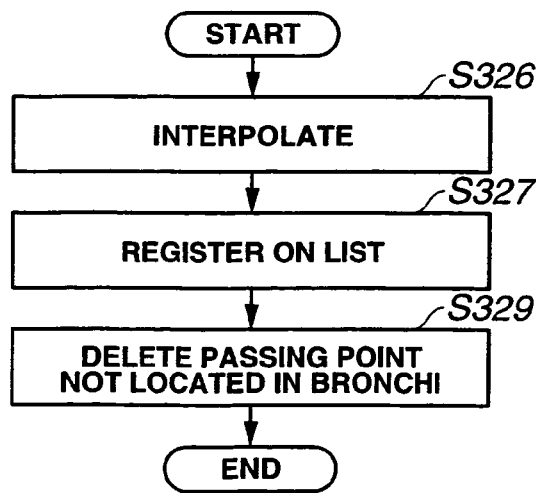 START
S326
INTERPOLATE
S327
REGISTER ON LIST
S329
DELETE PASSING POINT
NOT LOCATED IN BRONCHI
END